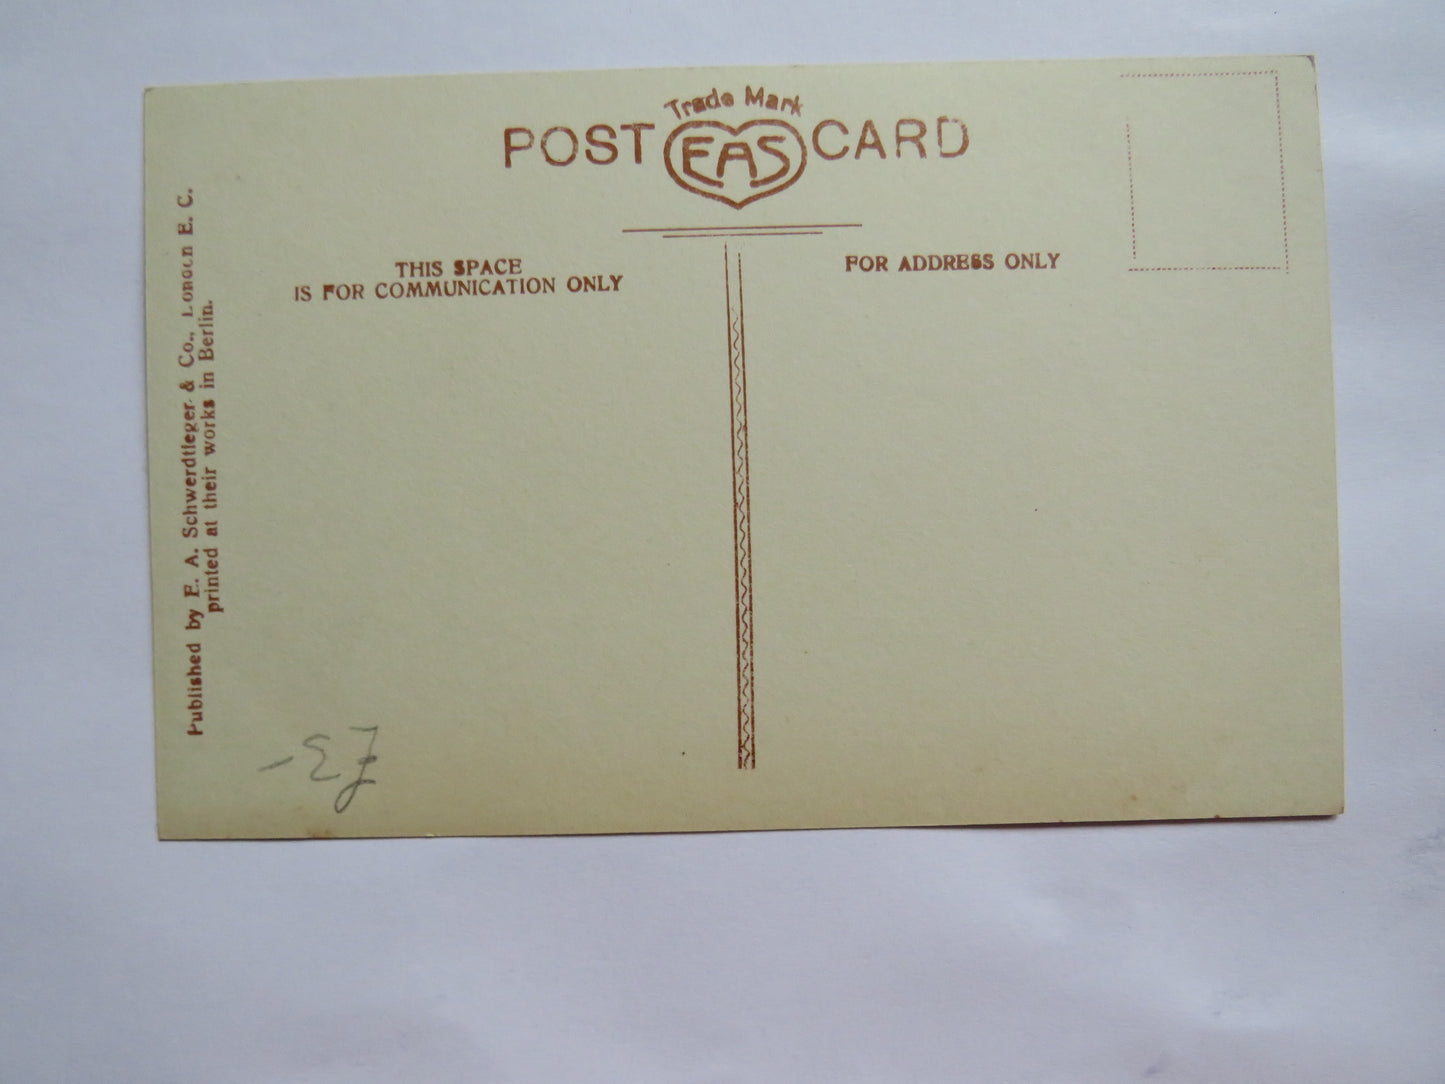 Trade Mark
POST EAS CARD
THIS SPACE
IS FOR COMMUNICATION ONLY
FOR ADDRESS ONLY
Published by E. A. Schwerdtfeger & Co., London E. C.
printed at their works in Berlin.